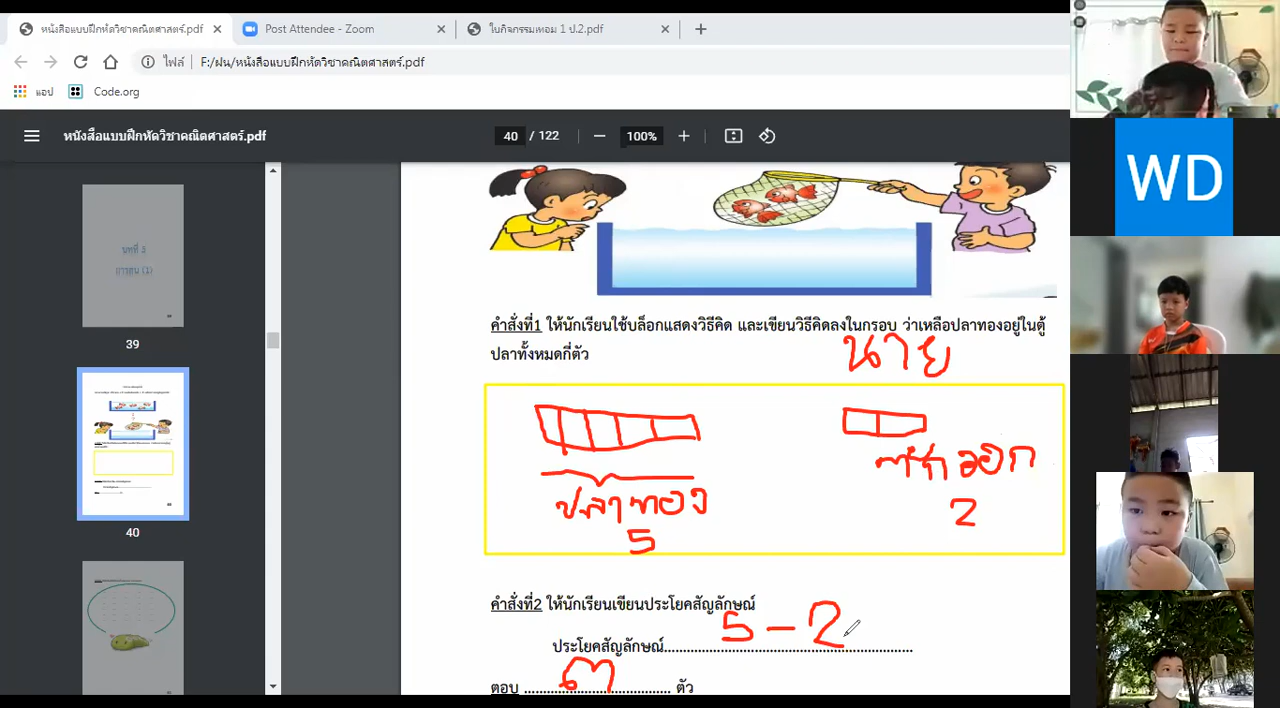 หนังสือแบบฝึกหัดวิชาคณิตศาสตร์.pdf
Post Attendee - Zoom
ใบกิจกรรมหอม 1 ป.2.pdf
ไฟล์ F:/ฝน/หนังสือแบบฝึกหัดวิชาคณิตศาสตร์.pdf
แอป Code.org
หนังสือแบบฝึกหัดวิชาคณิตศาสตร์.pdf
40 / 122
100%
39
40
WD
คำสั่งที่1 ให้นักเรียนใช้บล็อกแสดงวิธีคิด และเขียนวิธีคิดลงในกรอบ ว่าเหลือปลาทองอยู่ในตู้
ปลาทั้งหมดกี่ตัว
นาย
ปลาทอง
5
ตักออก
2
คำสั่งที่2 ให้นักเรียนเขียนประโยคสัญลักษณ์
ประโยคสัญลักษณ์ 5 - 2
ตอบ ๓ ตัว